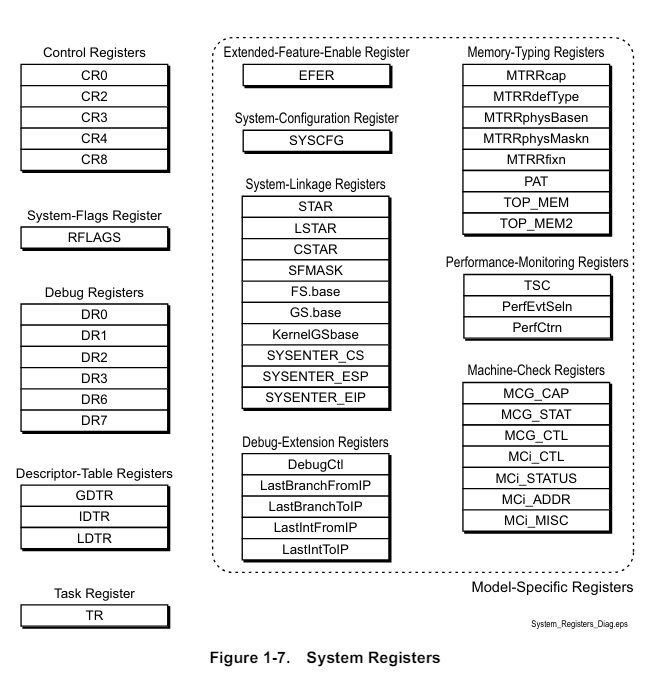 Control Registers
CR0
CR2
CR3
CR4
CR8
System-Flags Register
RFLAGS
Debug Registers
DR0
DR1
DR2
DR3
DR6
DR7
Descriptor-Table Registers
GDTR
IDTR
LDTR
Task Register
TR
Extended-Feature-Enable Register
EFER
System-Configuration Register
SYSCFG
System-Linkage Registers
STAR
LSTAR
CSTAR
SFMASK
FS.base
GS.base
KernelGSbase
SYSENTER_CS
SYSENTER_ESP
SYSENTER_EIP
Debug-Extension Registers
DebugCtl
LastBranchFromIP
LastBranchToIP
LastIntFromIP
LastIntToIP
Memory-Typing Registers
MTRRcap
MTRRdefType
MTRRphysBasen
MTRRphysMaskn
MTRRfixn
PAT
TOP_MEM
TOP_MEM2
Performance-Monitoring Registers
TSC
PerfEvtSeln
PerfCtrn
Machine-Check Registers
MCG_CAP
MCG_STAT
MCG_CTL
MCi_CTL
MCi_STATUS
MCi_ADDR
MCi_MISC
Model-Specific Registers
System_Registers_Diag.eps
Figure 1-7. System Registers